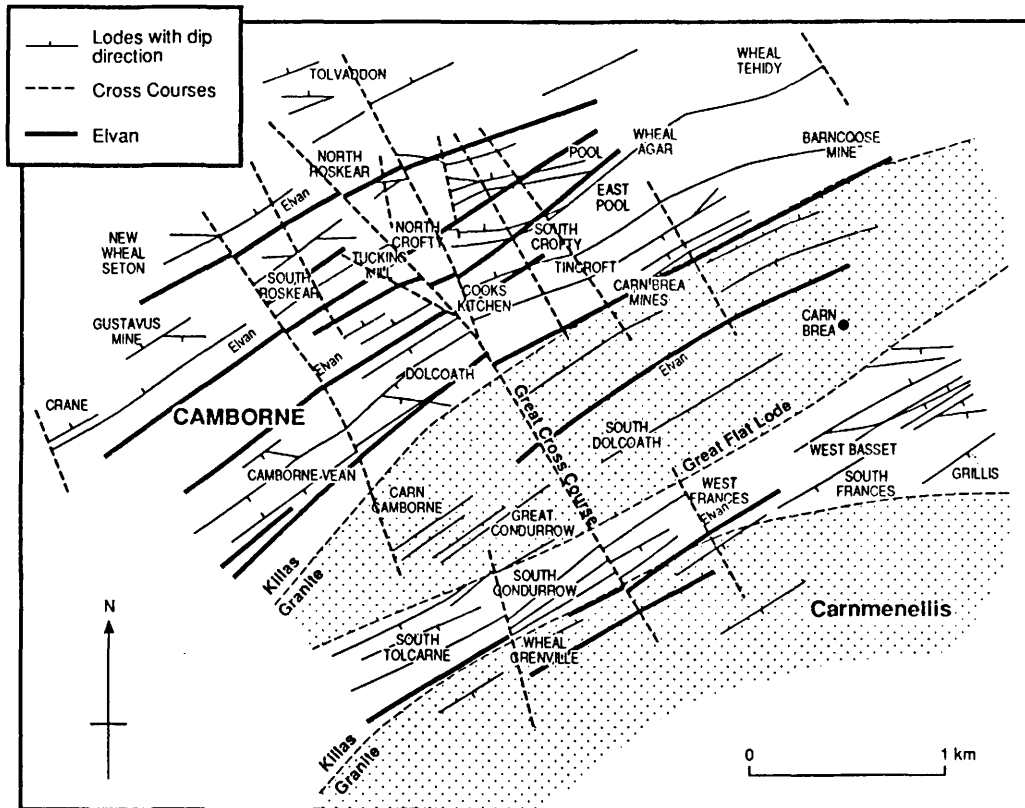 Lodes with dip
direction
Cross Courses
Elvan
TOLVADDON
WHEAL
TEHIDY
NORTH
ROSKEAR
POOL
WHEAL
AGAR
BARNCOOSE
MINE
Elvan
EAST
POOL
NEW
WHEAL
SETON
NORTH
CROFTY
SOUTH
CROFTY
TUCKING
MILL
SOUTH
ROSKEAR
TINCROFT
COOKS
KITCHEN
CARN BREA
MINES
GUSTAVUS
MINE
Elvan
Elvan
CARN
BREA
Elvan
DOLCOATH
CRANE
CAMBORNE
Great Cross Course
SOUTH
DOLCOATH
Great Flat Lode
CAMBORNE-VEAN
WEST BASSET
CARN
CAMBORNE
WEST
FRANCES
SOUTH
FRANCES
GRILLIS
Elvan
GREAT
CONDURROW
Killas
Granite
SOUTH
CONDURROW
Carnmenellis
SOUTH
TOLCARNE
WHEAL
GRENVILLE
N
Killas
Granite
0 1 km